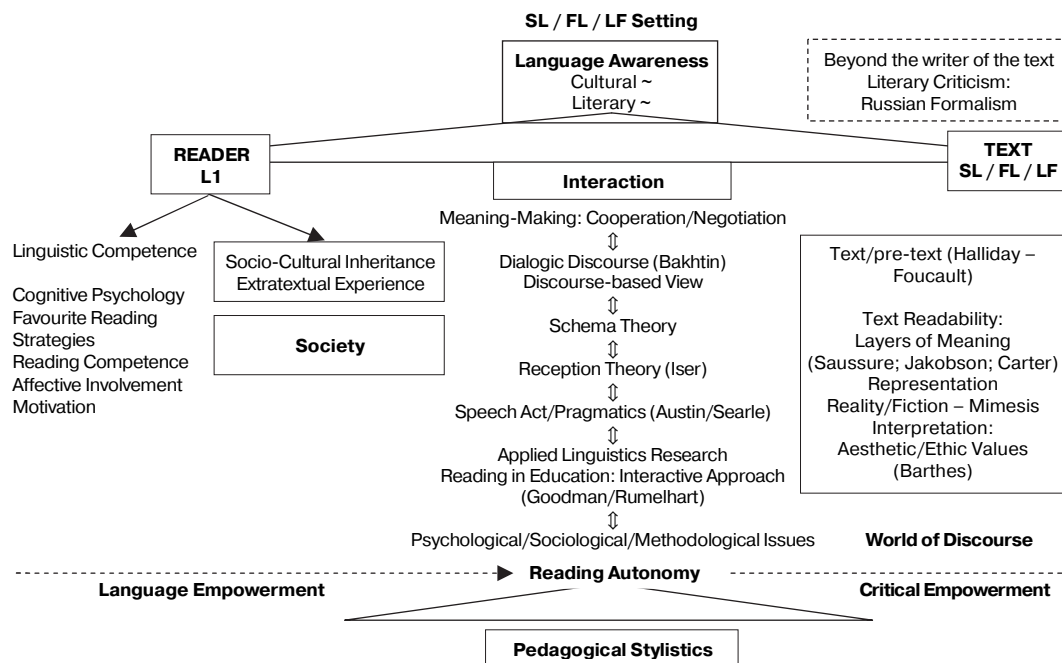 SL / FL / LF Setting
Language Awareness
Cultural ~
Literary ~
Beyond the writer of the text
Literary Criticism:
Russian Formalism
READER
L1
TEXT
SL / FL / LF
Interaction
Linguistic Competence
Cognitive Psychology
Favourite Reading
Strategies
Reading Competence
Affective Involvement
Motivation
Socio-Cultural Inheritance
Extratextual Experience
Society
Meaning-Making: Cooperation/Negotiation
⇕
Dialogic Discourse (Bakhtin)
Discourse-based View
⇕
Schema Theory
⇕
Reception Theory (Iser)
⇕
Speech Act/Pragmatics (Austin/Searle)
⇕
Applied Linguistics Research
Reading in Education: Interactive Approach
(Goodman/Rumelhart)
⇕
Psychological/Sociological/Methodological Issues
Text/pre-text (Halliday –
Foucault)
Text Readability:
Layers of Meaning
(Saussure; Jakobson; Carter)
Representation
Reality/Fiction – Mimesis
Interpretation:
Aesthetic/Ethic Values
(Barthes)
World of Discourse
Language Empowerment
Reading Autonomy
Critical Empowerment
Pedagogical Stylistics